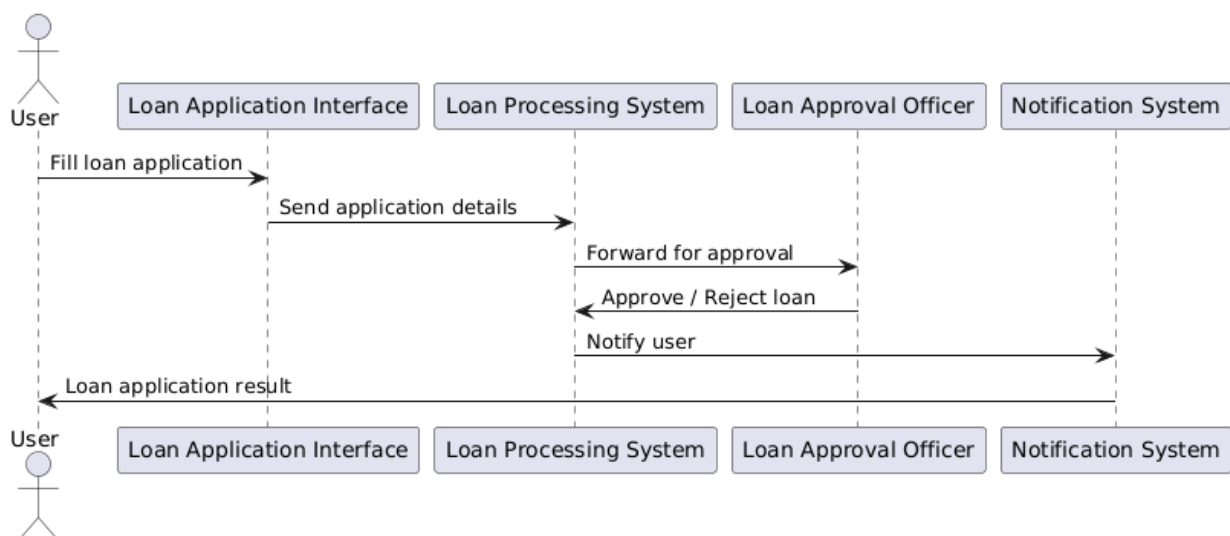 User
Loan Application Interface
Loan Processing System
Loan Approval Officer
Notification System
Fill loan application
Send application details
Forward for approval
Approve / Reject loan
Notify user
Loan application result
User
Loan Application Interface
Loan Processing System
Loan Approval Officer
Notification System